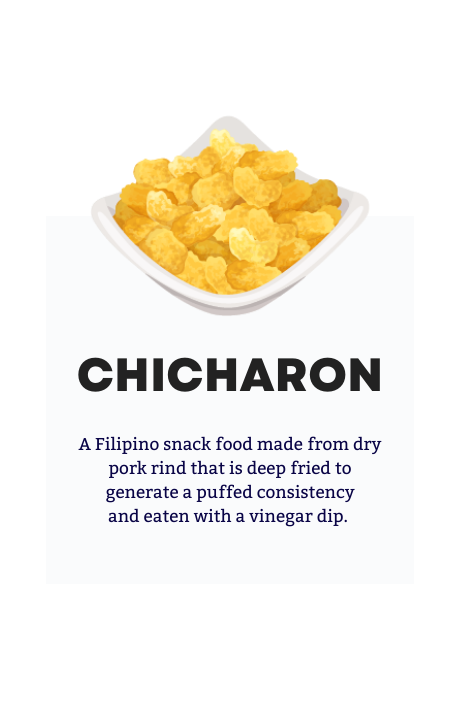 CHICHARON
A Filipino snack food made from dry
pork rind that is deep fried to
generate a puffed consistency
and eaten with a vinegar dip.